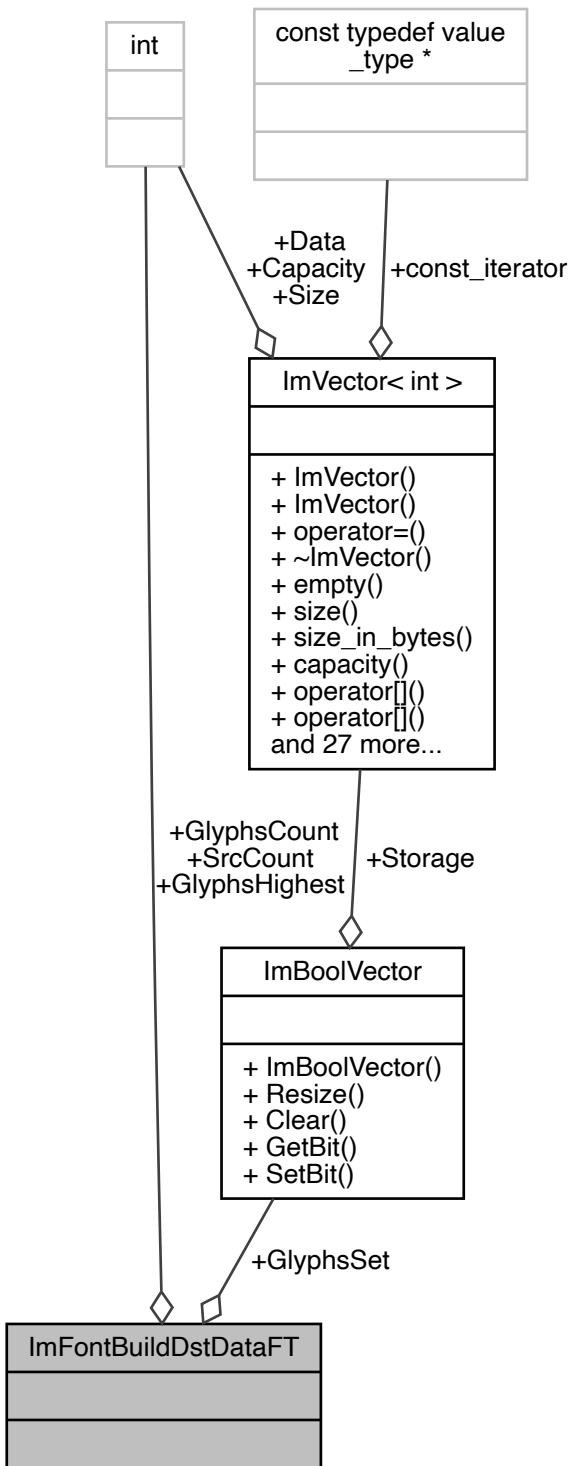 int
const typedef value
_type *
+Data
+Capacity
+Size
+const_iterator
ImVector< int >
+ ImVector()
+ ImVector()
+ operator=()
+ ~ImVector()
+ empty()
+ size()
+ size_in_bytes()
+ capacity()
+ operator[]()
+ operator[]()
and 27 more...
+GlyphsCount
+SrcCount
+GlyphsHighest
+Storage
ImBoolVector
+ ImBoolVector()
+ Resize()
+ Clear()
+ GetBit()
+ SetBit()
+GlyphsSet
ImFontBuildDstDataFT